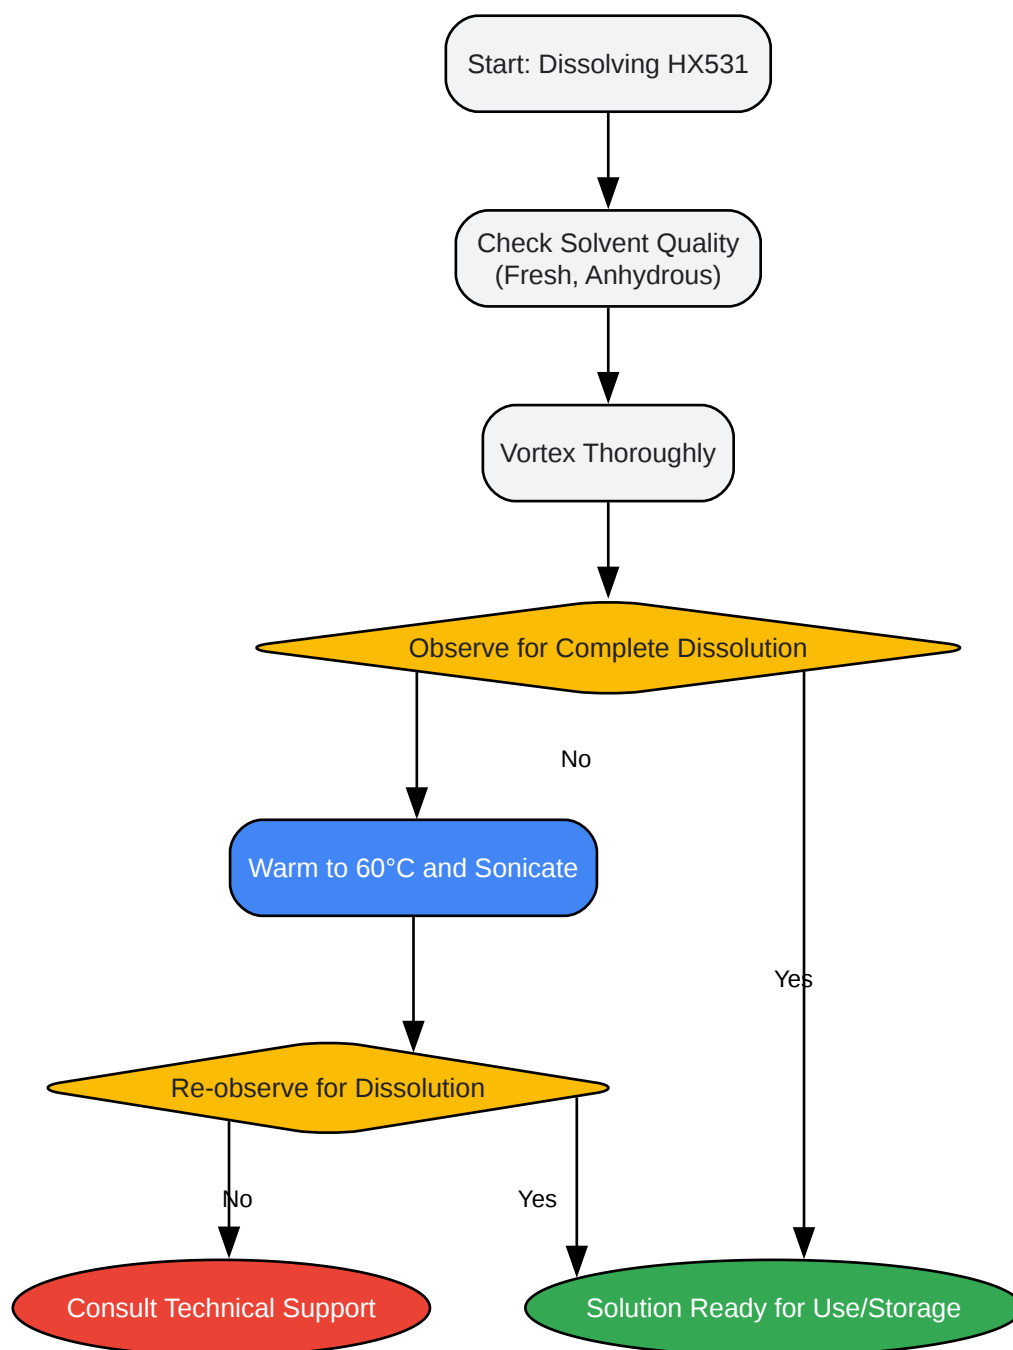 Start: Dissolving HX531
Check Solvent Quality
(Fresh, Anhydrous)
Vortex Thoroughly
Observe for Complete Dissolution
No
Warm to 60°C and Sonicate
Yes
Re-observe for Dissolution
No
Yes
Consult Technical Support
Solution Ready for Use/Storage